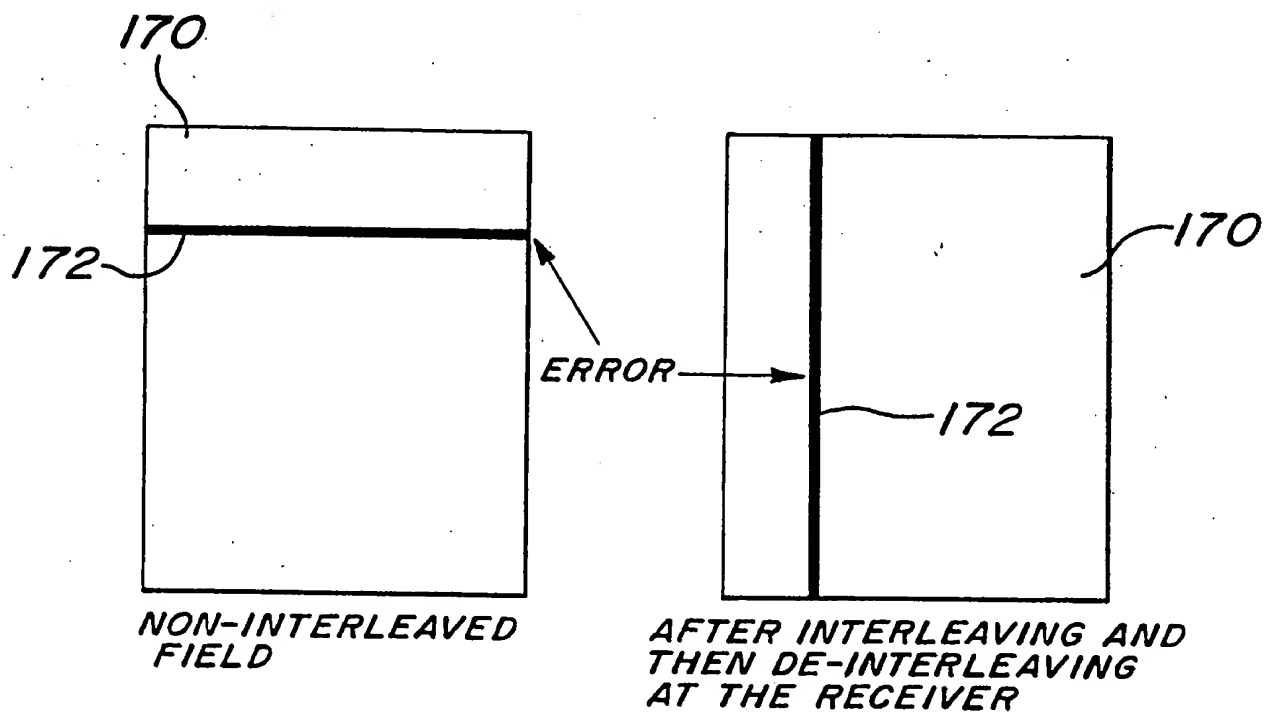 170
172
ERROR
170
172
NON-INTERLEAVED
FIELD
AFTER INTERLEAVING AND
THEN DE-INTERLEAVING
AT THE RECEIVER